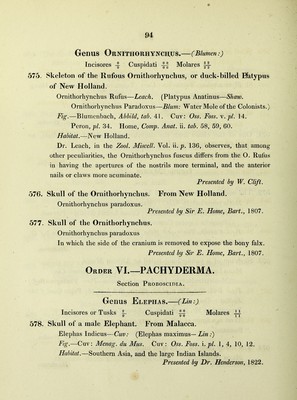 94
Genus Ornithorhynchus.—(Blumen:)
Incisores 0/0 Cuspidati Molares
575. Skeleton of the Rufous Ornithorhynchus, or duck-billed Platypus
of New Holland.
Ornithorhynchus Rufus—Leach. (Platypus Anatinus—Shaw.
Ornithorhynchus Paradoxus—Blum: Water Mole of the Colonists.)
Fig.—Blumenbach, Abbild, tab. 41. Cuv: Oss. Foss. v. pl. 14.
Peron, pl. 34. Home, Comp. Anat. ii. tab. 58, 59, 60.
Habitat.—New Holland.
Dr. Leach, in the Zool. Miscell. Vol. ii. p. 136, observes, that among
other peculiarities, the Ornithorhynchus fuscus differs from the O. Rufus
in having the apertures of the nostrils more terminal, and the anterior
nails or claws more acuminate.
Presented by W. Clift.
576. Skull of the Ornithorhynchus. From New Holland.
Ornithorhynchus paradoxus.
Presented by Sir E. Home, Bart., 1807.
577. Skull of the Ornithorhynchus.
Ornithorhynchus paradoxus
In which the side of the cranium is removed to expose the bony falx.
Presented by Sir E. Home, Bart., 1807.
Order VI.—PACHYDERMA.
Section Proboscidea.
Genus Elephas.—(Lin:)
Incisores or Tusks Cuspidati Molares
578. Skull of a male Elephant. From Malacca.
Elephas Indicus—Cuv: (Elephas maximus—Lin:)
Fig.—Cuv: Menag. du Mus. Cuv: Oss. Foss. i. pl. 1, 4, 10, 12.
Habitat.—Southern Asia, and the large Indian Islands.
Presented by Dr. Henderson, 1822.